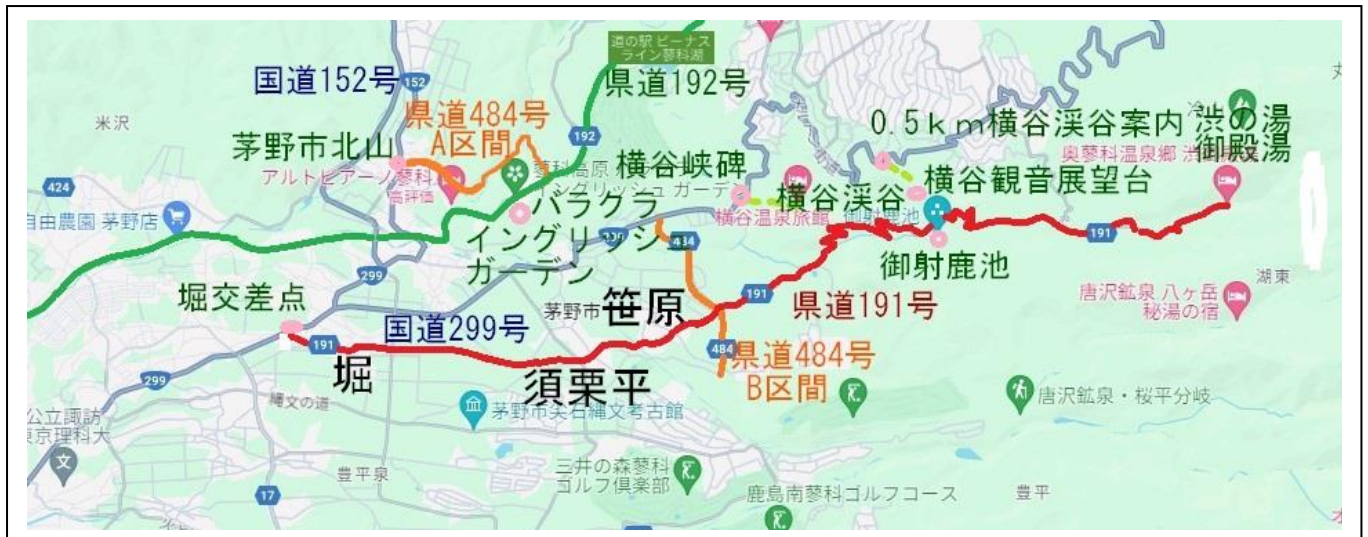 道の駅 ビーナス
ライン蓼科湖
国道152号
152
県道192号
県道484号
A区間
米沢
192
0.5km横谷渓谷案内
渋の湯
御殿湯
茅野市北山
アルトピアーノ蓼科
高評価
横谷峡碑
奥蓼科温泉郷
424
自由農園 茅野店
バラクラ
イングリッシュ
ガーデン
横谷渓谷
横谷観音展望台
横谷温泉旅館
御射鹿池
299
484
191
299
堀交差点
茅野市
笹原
191
御射鹿池
湖東
県道191号
唐沢鉱泉 八ヶ岳
秘湯の宿
国道299号
191
堀
須栗平
484
県道484号
B区間
299
縄文の道
茅野市尖石縄文考古館
唐沢鉱泉・桜平分岐
公立諏訪
東京理科大
豊平泉
三井の森蓼科
ゴルフ倶楽部
17
鹿島南蓼科ゴルフコース
豊平